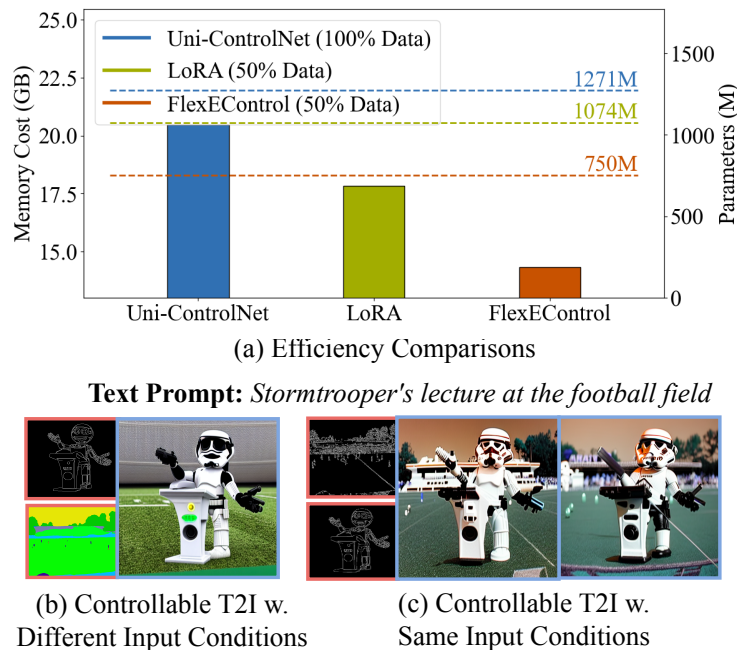 25.0
22.5
20.0
17.5
15.0
Memory Cost (GB)
Uni-ControlNet (100% Data)
LoRA (50% Data)
FlexEControl (50% Data)
1271M
1074M
750M
1500
1000
500
0
Parameters (M)
Uni-ControlNet LoRA FlexEControl
(a) Efficiency Comparisons
Text Prompt: Stormtrooper's lecture at the football field
(b) Controllable T2I w.
Different Input Conditions
(c) Controllable T2I w.
Same Input Conditions